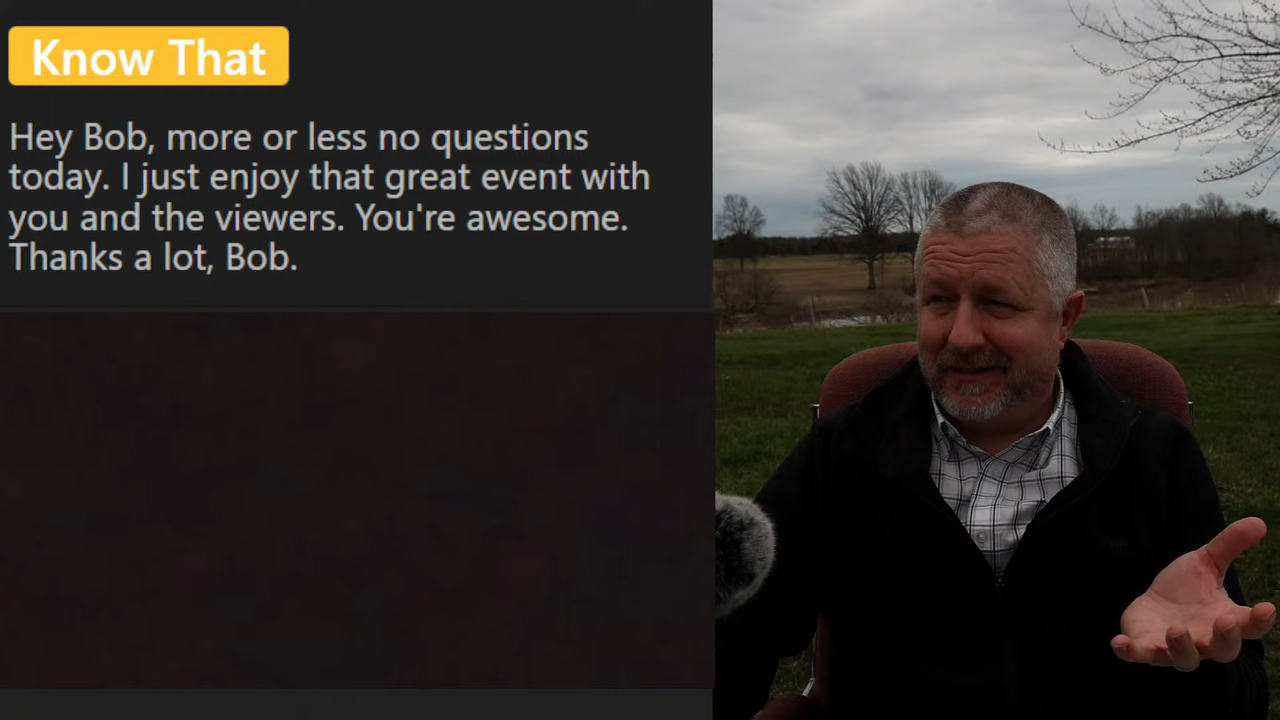 Know That
Hey Bob, more or less no questions
today. I just enjoy that great event with
you and the viewers. You're awesome.
Thanks a lot, Bob.